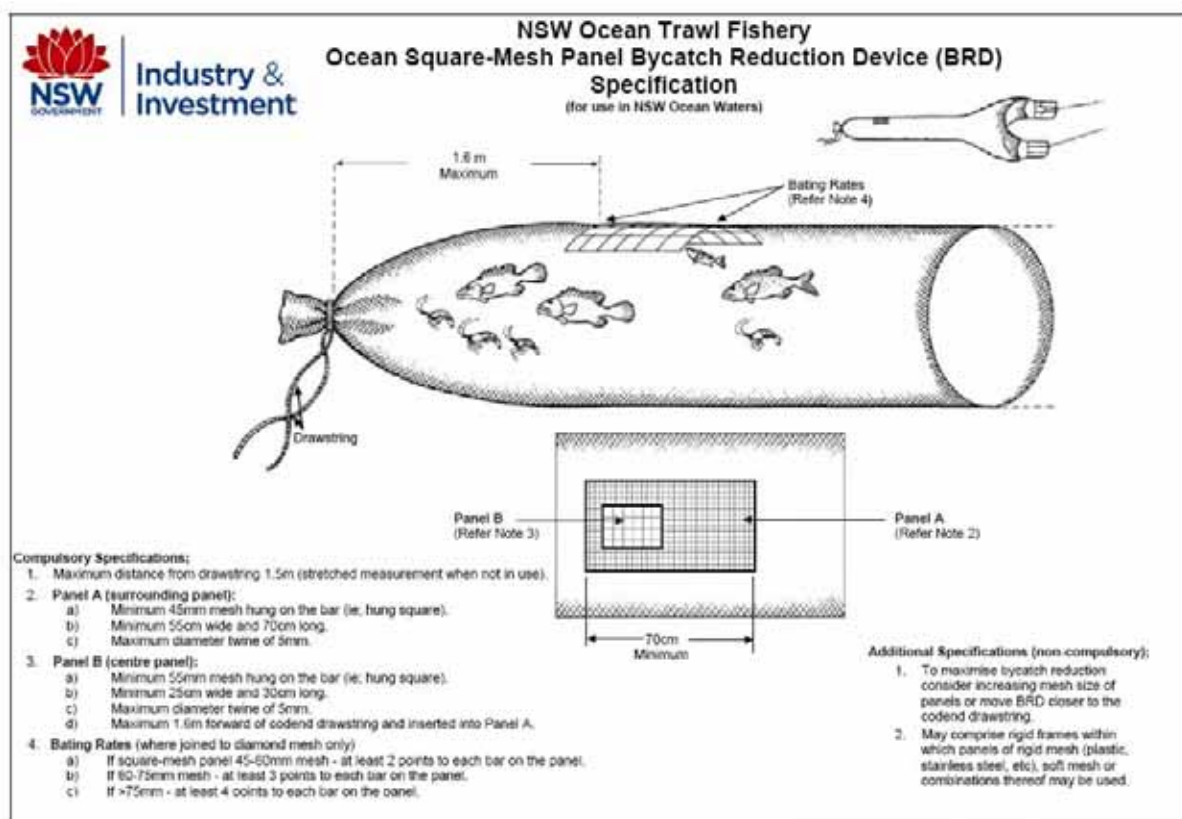 NSW
GOVERNMENT
Industry &
Investment
NSW Ocean Trawl Fishery
Ocean Square-Mesh Panel Bycatch Reduction Device (BRD)
Specification
(for use in NSW Ocean Waters)
1.6 m
Maximum
Bating Rates
(Refer Note 4)
Drawstring
Panel B
(Refer Note 3)
Panel A
(Refer Note 2)
70cm
Minimum
Compulsory Specifications:
1. Maximum distance from drawstring 1.5m (stretched measurement when not in use).
2. Panel A (surrounding panel):
a) Minimum 45mm mesh hung on the bar (ie; hung square).
b) Minimum 55cm wide and 70cm long.
c) Maximum diameter twine of 5mm.
3. Panel B (centre panel):
a) Minimum 55mm mesh hung on the bar (ie; hung square).
b) Minimum 25cm wide and 30cm long.
c) Maximum diameter twine of 5mm.
d) Maximum 1.6m forward of codend drawstring and inserted into Panel A.
4. Bating Rates (where joined to diamond mesh only)
a) If square-mesh panel 45-60mm mesh - at least 2 points to each bar on the panel.
b) If 60-75mm mesh - at least 3 points to each bar on the panel.
c) If >75mm - at least 4 points to each bar on the panel.
Additional Specifications (non-compulsory):
1. To maximise bycatch reduction
consider increasing mesh size of
panels or move BRD closer to the
codend drawstring.
2. May comprise rigid frames within
which panels of rigid mesh (plastic,
stainless steel, etc), soft mesh or
combinations thereof may be used.